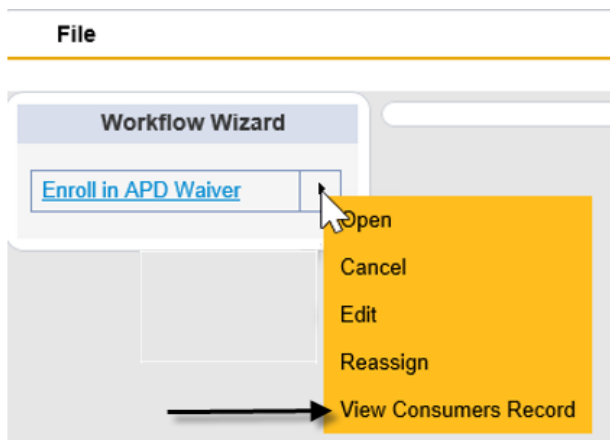 File
Workflow Wizard
Enroll in APD Waiver
Open
Cancel
Edit
Reassign
View Consumers Record